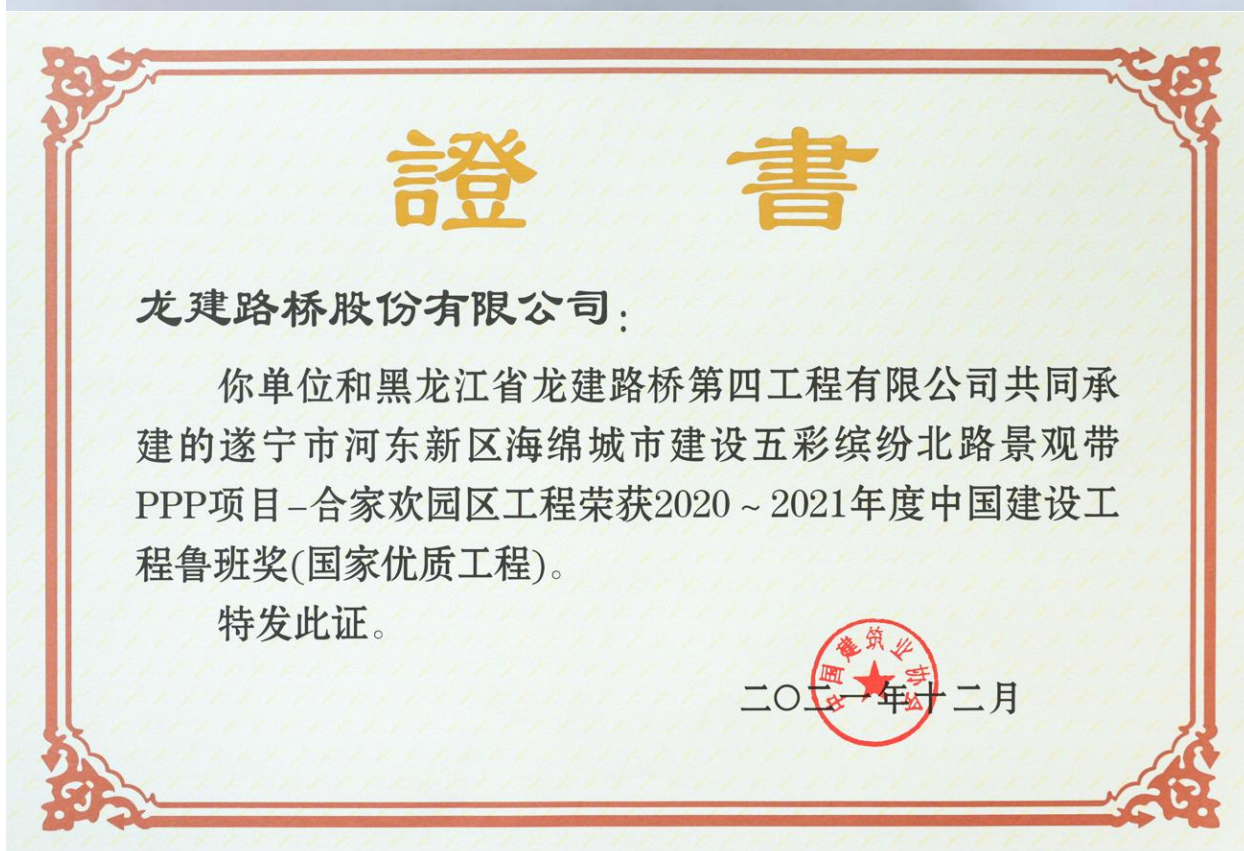 證 書
龙建路桥股份有限公司：
你单位和黑龙江省龙建路桥第四工程有限公司共同承
建的遂宁市河东新区海绵城市建设五彩缤纷北路景观带
PPP项目-合家欢园区工程荣获2020~2021年度中国建设工
程鲁班奖(国家优质工程)。
特发此证。
中国建筑业协会
二〇二一年十二月